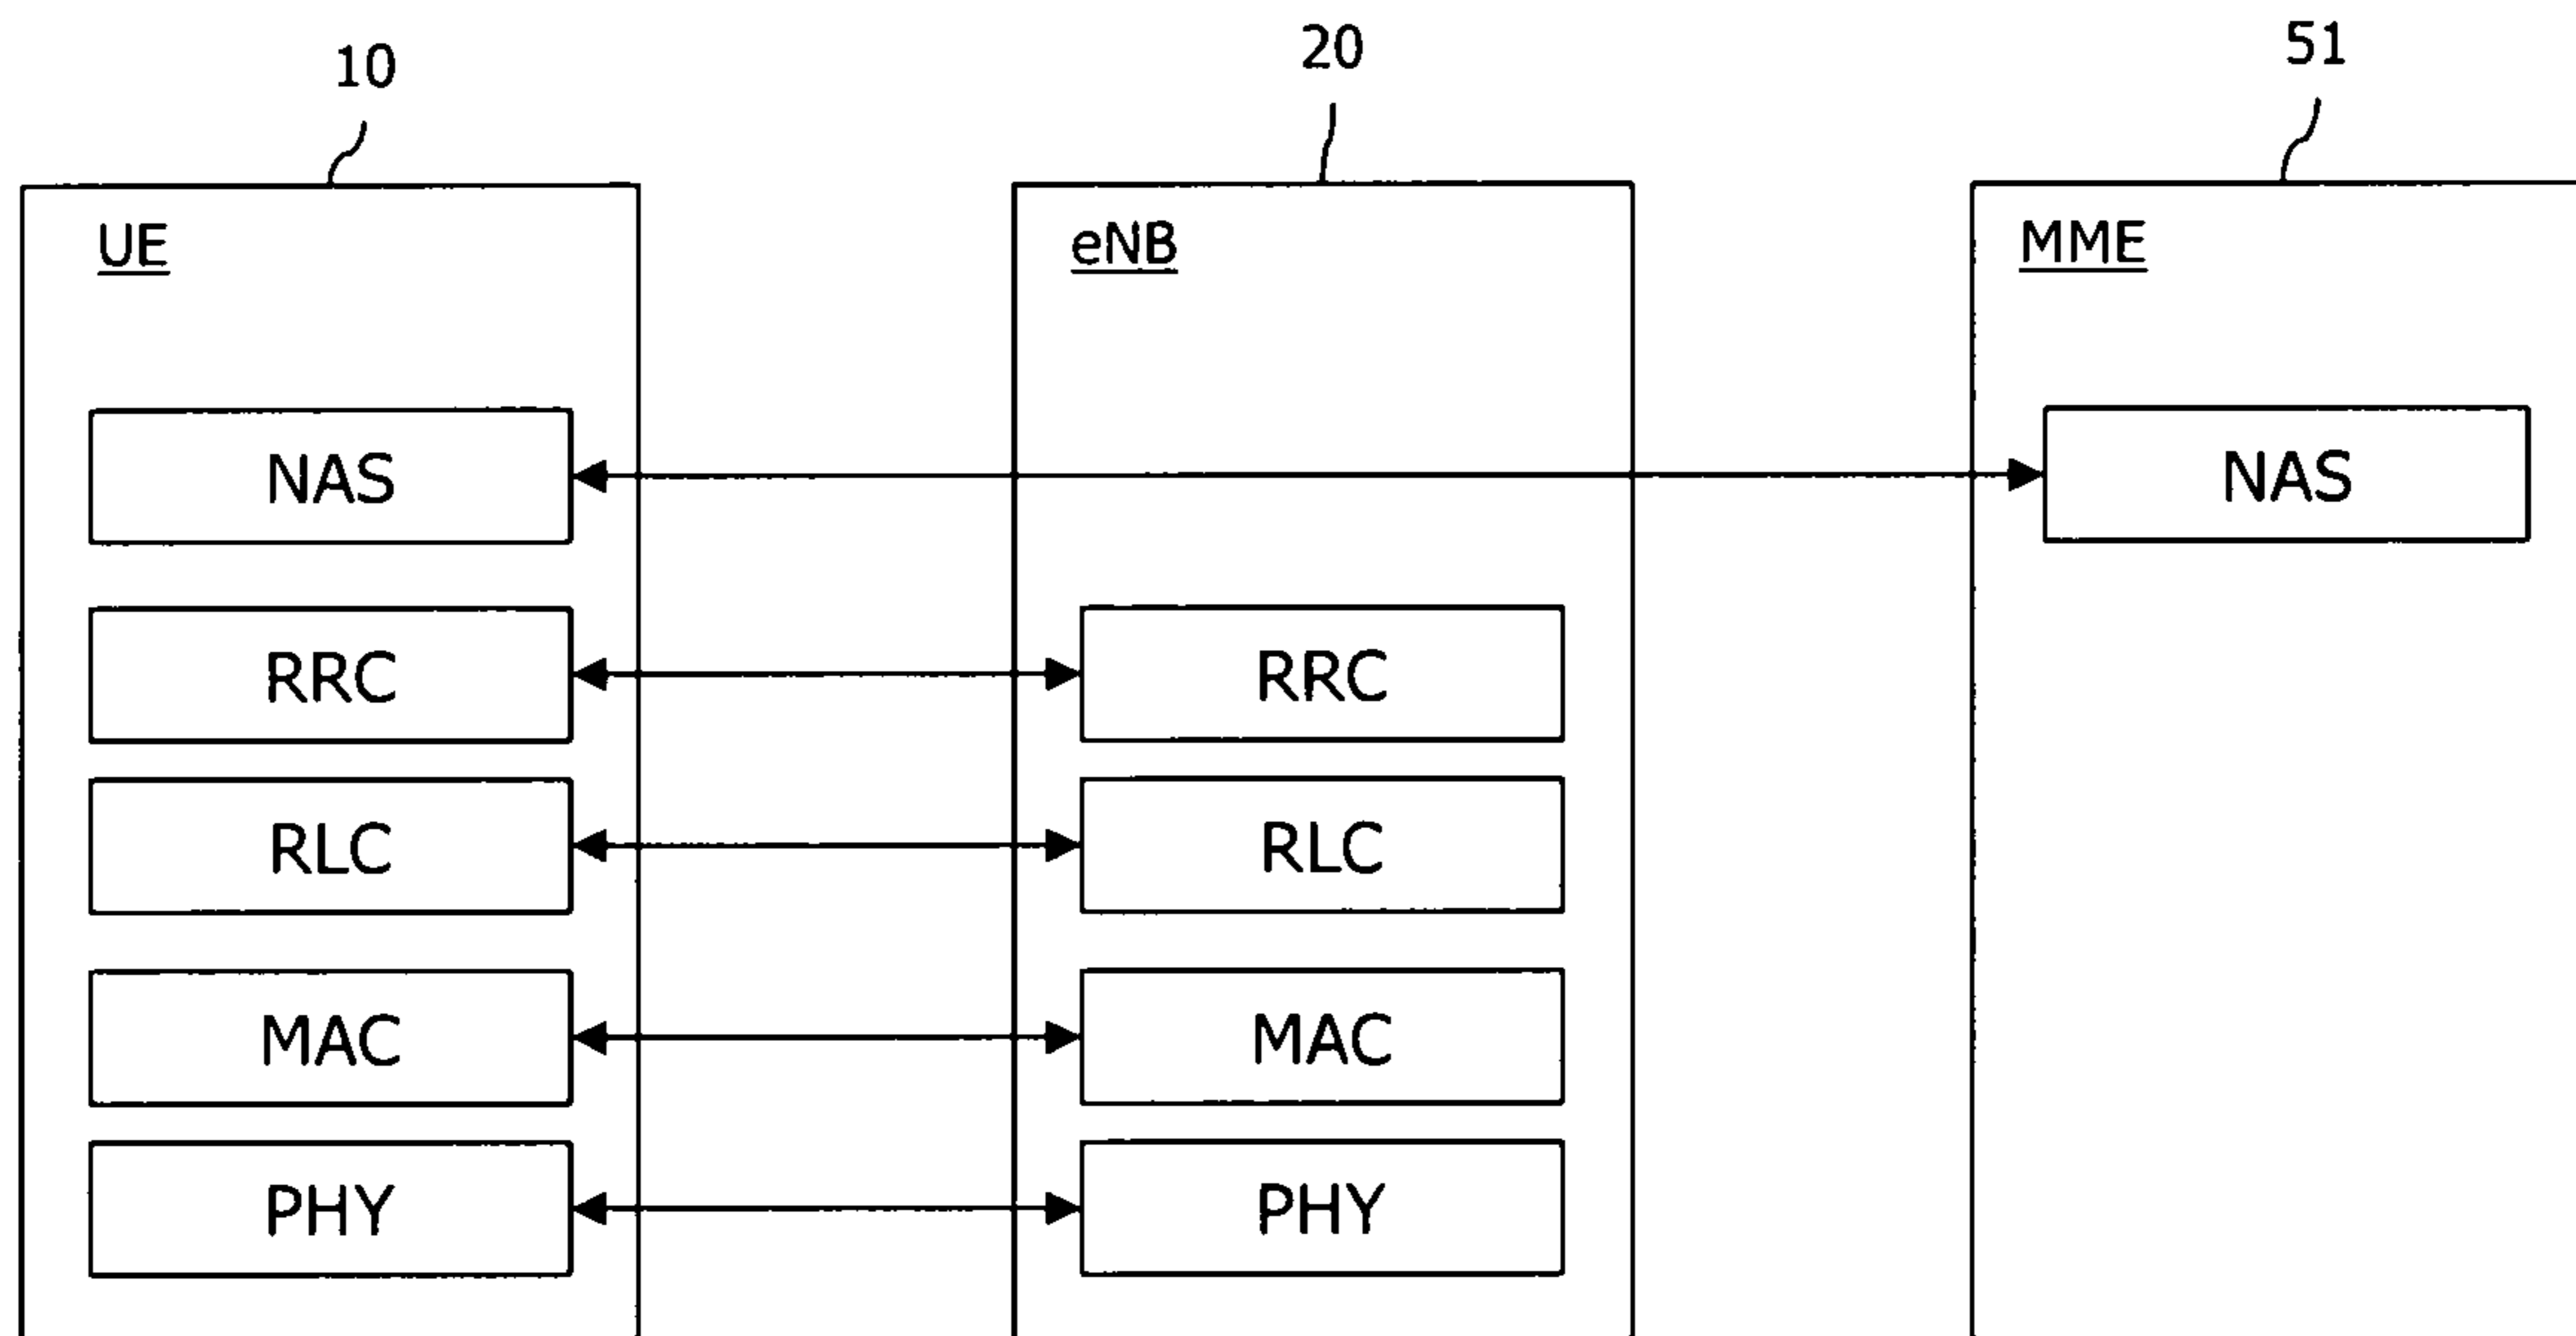 10 20 51
UE eNB MME
NAS NAS
RRC RRC
RLC RLC
MAC MAC
PHY PHY